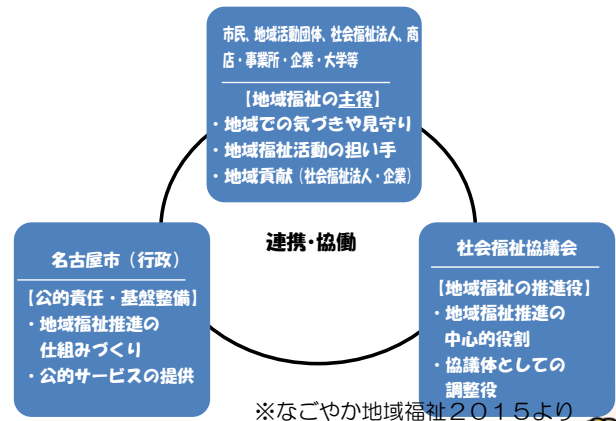 市民、地域活動団体、社会福祉法人、商
店・事業所・企業・大学等
【地域福祉の主役】
・地域での気づきや見守り
・地域福祉活動の担い手
・地域貢献（社会福祉法人・企業）
連携・協働
名古屋市（行政）
【公的責任・基盤整備】
・地域福祉推進の
仕組みづくり
・公的サービスの提供
社会福祉協議会
【地域福祉の推進役】
・地域福祉推進の
中心的役割
・協議体としての
調整役
※なごやか地域福祉２０１５より